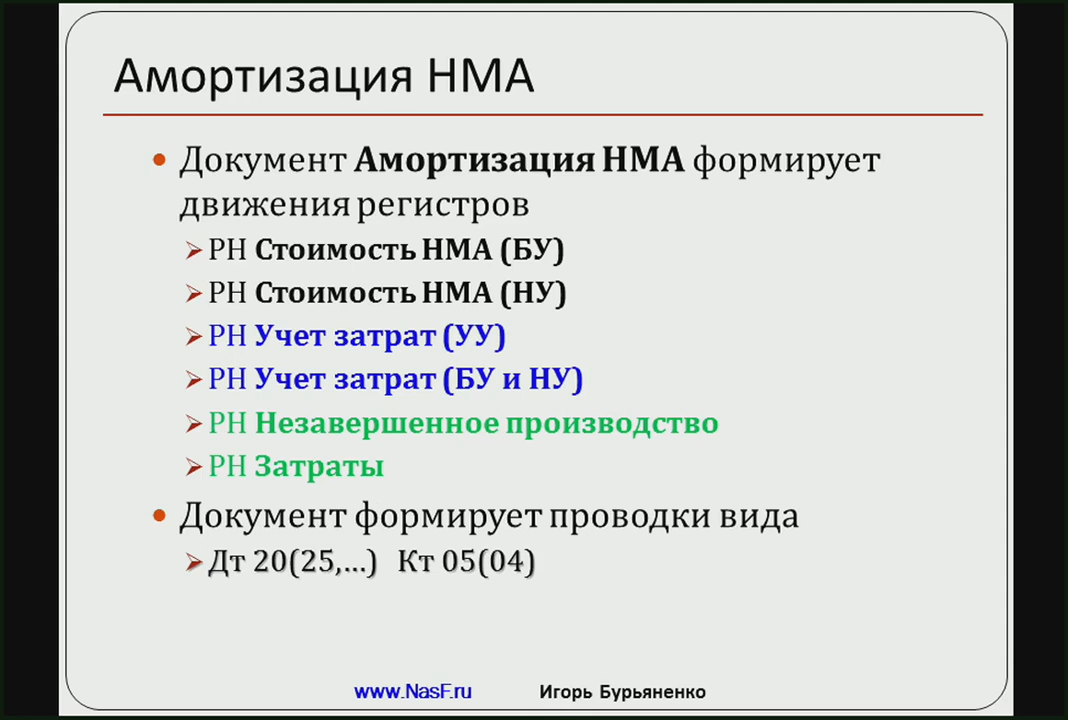 Амортизация НМА
Документ Амортизация НМА формирует
движения регистров
РН Стоимость НМА (БУ)
РН Стоимость НМА (НУ)
РН Учет затрат (УУ)
РН Учет затрат (БУ и НУ)
РН Незавершенное производство
РН Затраты
Документ формирует проводки вида
Дт 20(25,...) Кт 05(04)
www.NasF.ru Игорь Бурьяненко